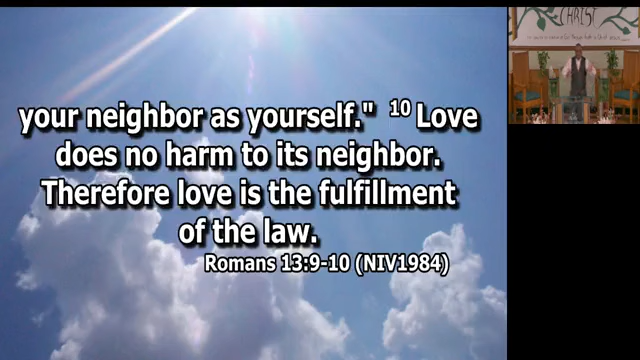 your neighbor as yourself." 10 Love
does no harm to its neighbor.
Therefore love is the fulfillment
of the law.
Romans 13:9-10 (NIV1984)
CHRIST